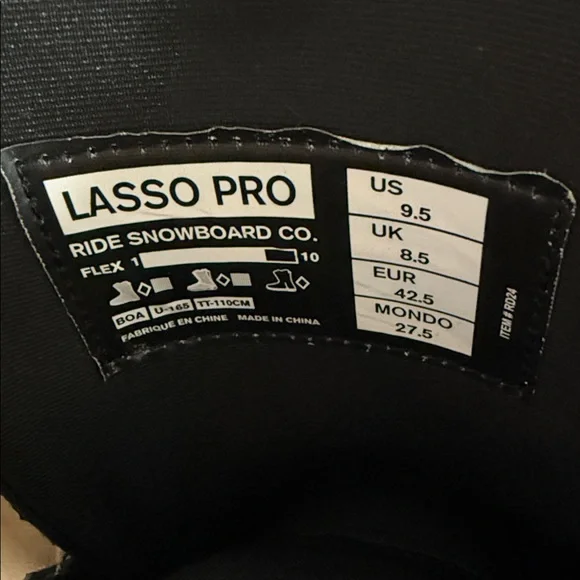 LASSO PRO
RIDE SNOWBOARD CO.
FLEX 1 10
BOA U-165 TT-110CM
FABRIQUE EN CHINE MADE IN CHINA
US
9.5
UK
8.5
EUR
42.5
MONDO
27.5
ITEM # RD24